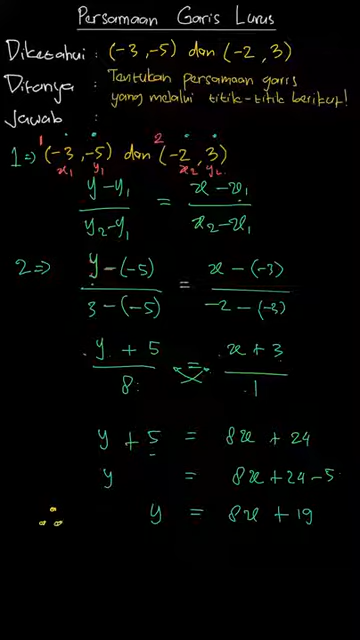 Persamaan Garis Lurus
Diketahui : (-3, -5) dan (-2, 3)
Ditanya : Tentukan persamaan garis
yang melalui titik-titik berikut!
Jawab :
1 2
1 => (-3, -5) dan (-2, 3)
x₁ y₁ x₂ y₂
y - y₁ / y₂ - y₁ = x - x₁ / x₂ - x₁
2 => y - (-5) / 3 - (-5) = x - (-3) / -2 - (-3)
y + 5 / 8 = x + 3 / 1
y + 5 = 8x + 24
y = 8x + 24 - 5
∴ y = 8x + 19